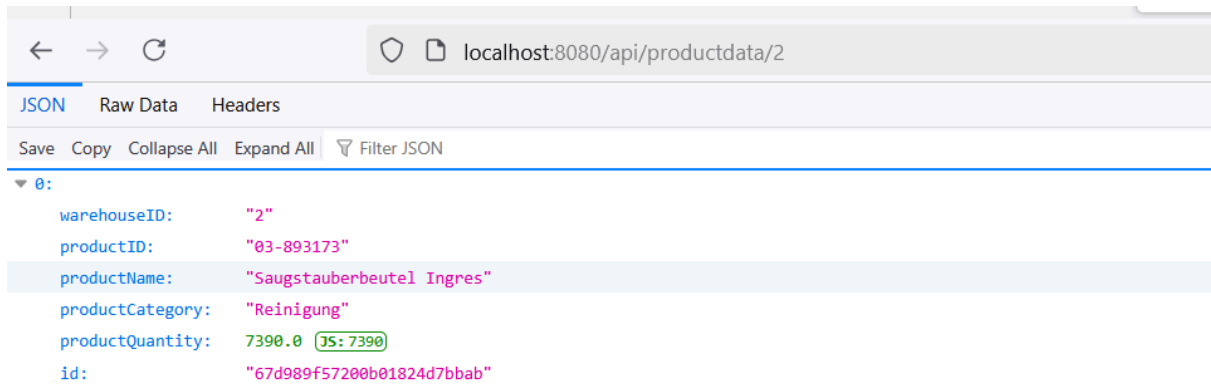 localhost:8080/api/productdata/2
JSON Raw Data Headers
Save Copy Collapse All Expand All Filter JSON
0:
warehouseID: "2"
productID: "03-893173"
productName: "Saugstauberbeutel Ingres"
productCategory: "Reinigung"
productQuantity: 7390.0 JS: 7390
id: "67d989f57200b01824d7bbab"